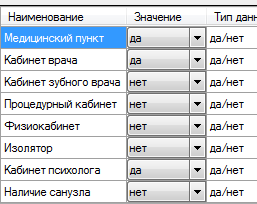 Наименование Значение Тип данн
Медицинский пункт да да/нет
Кабинет врача да да/нет
Кабинет зубного врача нет да/нет
Процедурный кабинет нет да/нет
Физиокабинет нет да/нет
Изолятор нет да/нет
Кабинет психолога да да/нет
Наличие санузла нет да/нет